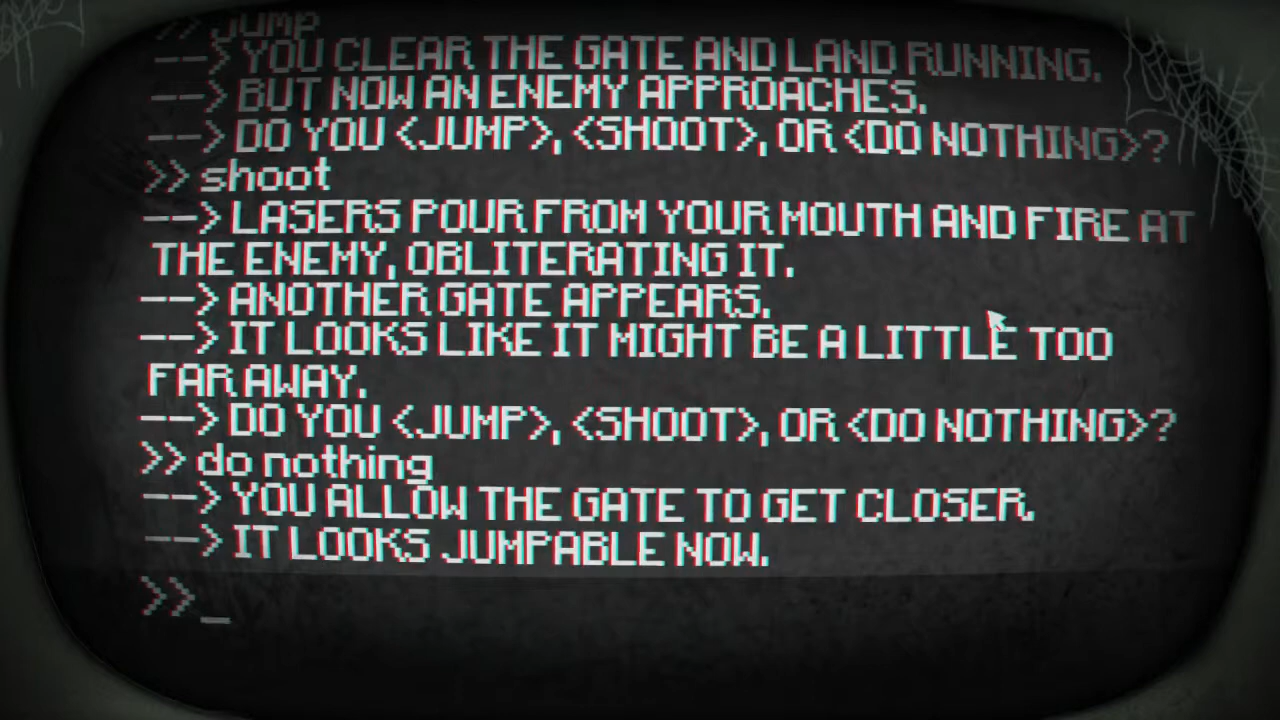 >> JUMP
--> YOU CLEAR THE GATE AND LAND RUNNING.
--> BUT NOW AN ENEMY APPROACHES.
--> DO YOU <JUMP>, <SHOOT>, OR <DO NOTHING>?
>> shoot
--> LASERS POUR FROM YOUR MOUTH AND FIRE AT
THE ENEMY, OBLITERATING IT.
--> ANOTHER GATE APPEARS.
--> IT LOOKS LIKE IT MIGHT BE A LITTLE TOO
FAR AWAY.
--> DO YOU <JUMP>, <SHOOT>, OR <DO NOTHING>?
>> do nothing
--> YOU ALLOW THE GATE TO GET CLOSER.
--> IT LOOKS JUMPABLE NOW.
>>_